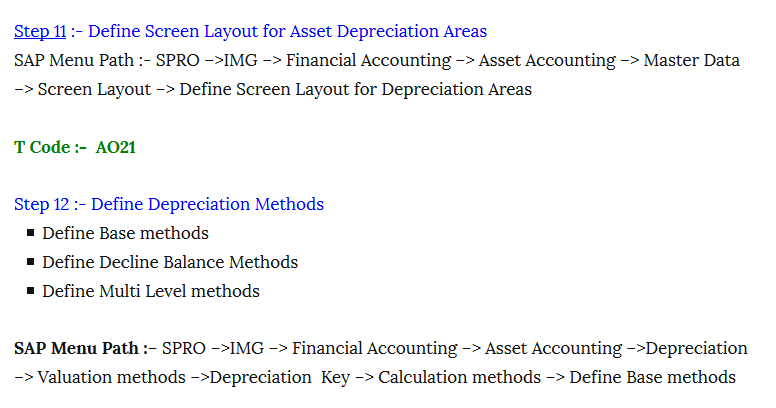 Step 11 :- Define Screen Layout for Asset Depreciation Areas
SAP Menu Path :- SPRO –>IMG –> Financial Accounting –> Asset Accounting –> Master Data
–> Screen Layout –> Define Screen Layout for Depreciation Areas
T Code :- AO21
Step 12 :- Define Depreciation Methods
▪ Define Base methods
▪ Define Decline Balance Methods
▪ Define Multi Level methods
SAP Menu Path :– SPRO –>IMG –> Financial Accounting –> Asset Accounting –>Depreciation
–> Valuation methods –>Depreciation  Key –> Calculation methods –> Define Base methods